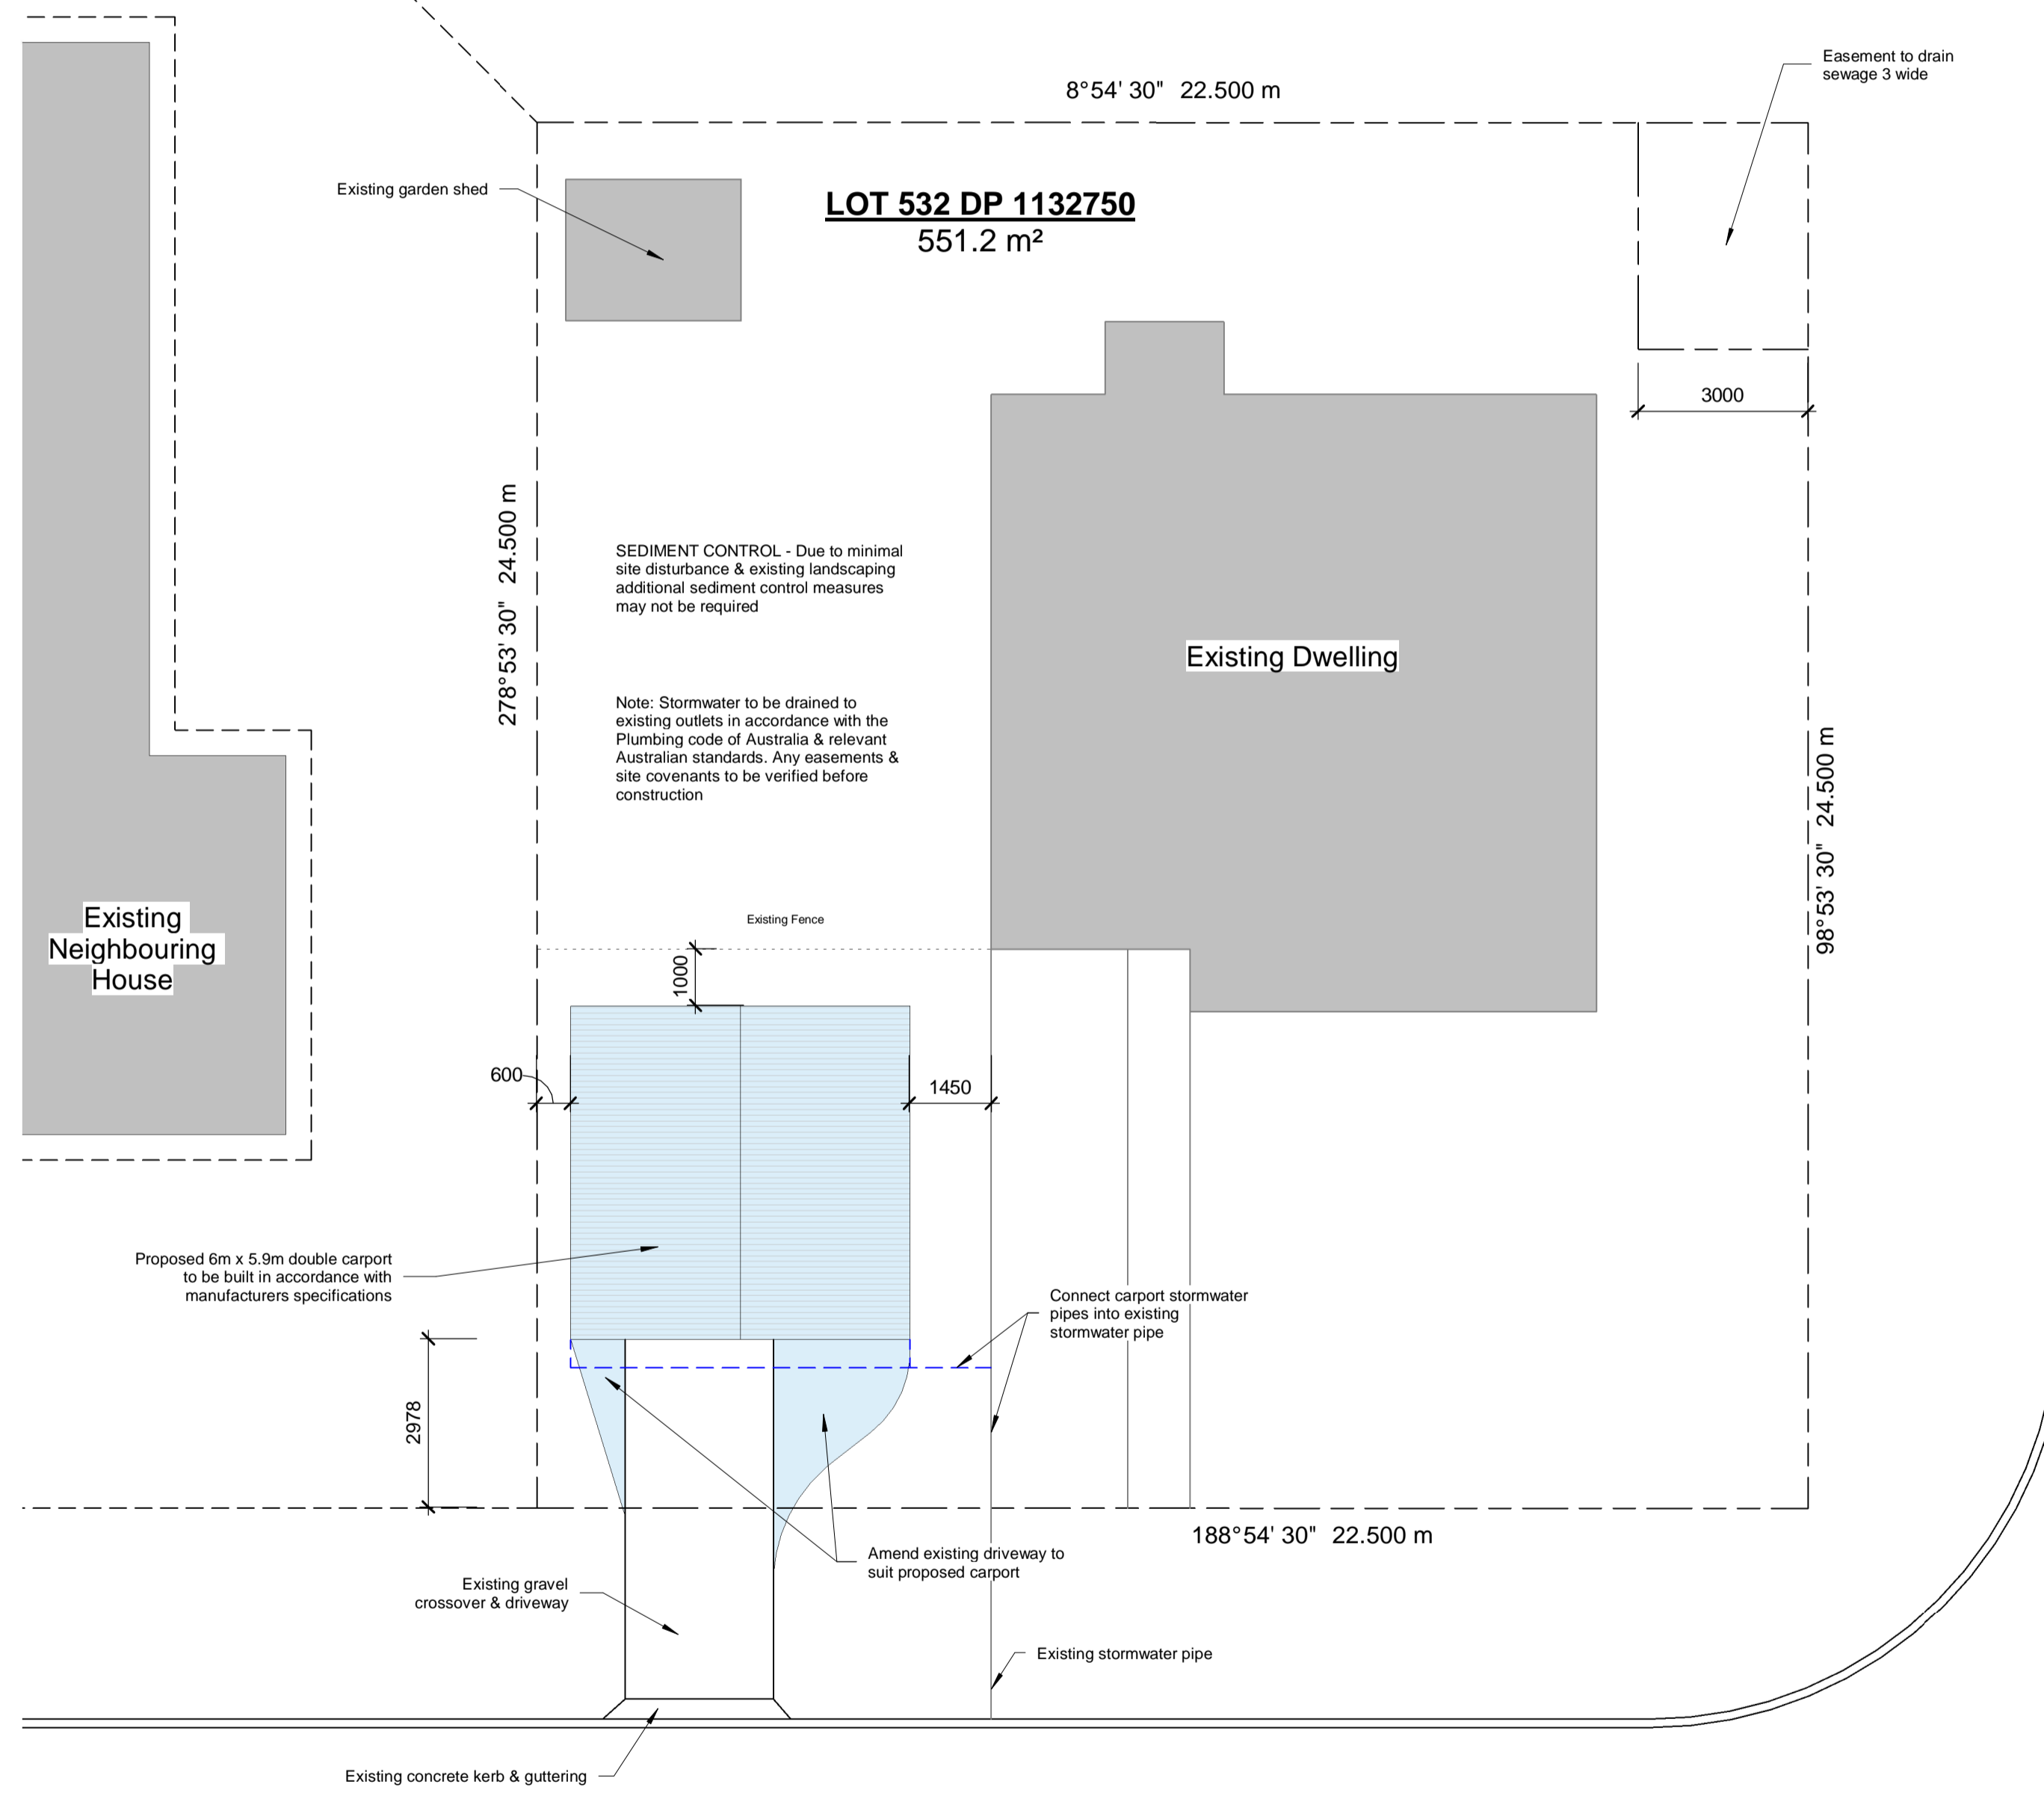 Easement to drain
sewage 3 wide
8°54' 30" 22.500 m
Existing garden shed
LOT 532 DP 1132750
551.2 m²
3000
278°53' 30" 24.500 m
SEDIMENT CONTROL - Due to minimal
site disturbance & existing landscaping
additional sediment control measures
may not be required
Existing Dwelling
Note: Stormwater to be drained to
existing outlets in accordance with the
Plumbing code of Australia & relevant
Australian standards. Any easements &
site covenants to be verified before
construction
98°53' 30" 24.500 m
Existing
Neighbouring
House
Existing Fence
1000
600
1450
Proposed 6m x 5.9m double carport
to be built in accordance with
manufacturers specifications
Connect carport stormwater
pipes into existing
stormwater pipe
2978
188°54' 30" 22.500 m
Amend existing driveway to
suit proposed carport
Existing gravel
crossover & driveway
Existing stormwater pipe
Existing concrete kerb & guttering